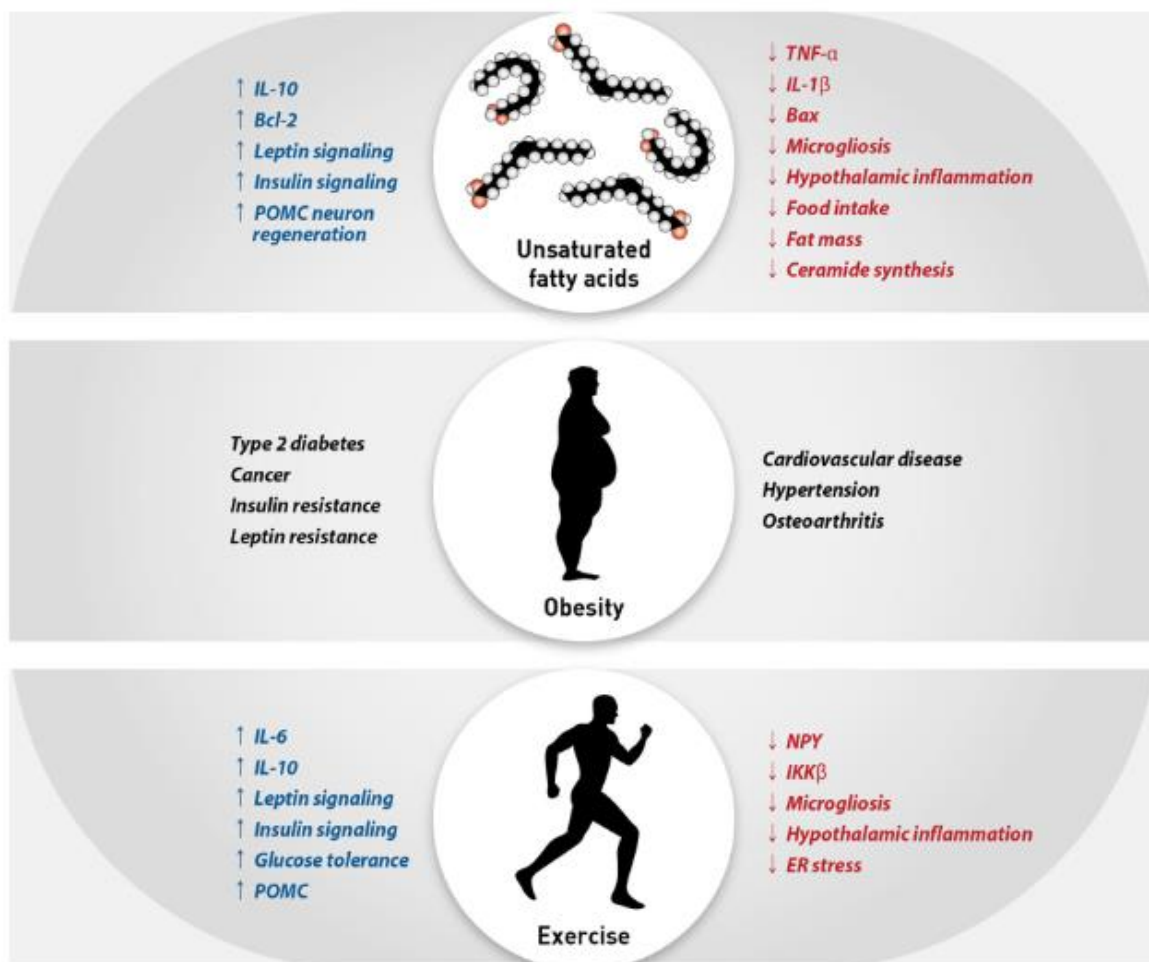 ↑ IL-10
↑ Bcl-2
↑ Leptin signaling
↑ Insulin signaling
↑ POMC neuron
regeneration
Unsaturated
fatty acids
↓ TNF-α
↓ IL-1β
↓ Bax
↓ Microgliosis
↓ Hypothalamic inflammation
↓ Food intake
↓ Fat mass
↓ Ceramide synthesis
Type 2 diabetes
Cancer
Insulin resistance
Leptin resistance
Obesity
Cardiovascular disease
Hypertension
Osteoarthritis
↑ IL-6
↑ IL-10
↑ Leptin signaling
↑ Insulin signaling
↑ Glucose tolerance
↑ POMC
Exercise
↓ NPY
↓ IKKβ
↓ Microgliosis
↓ Hypothalamic inflammation
↓ ER stress